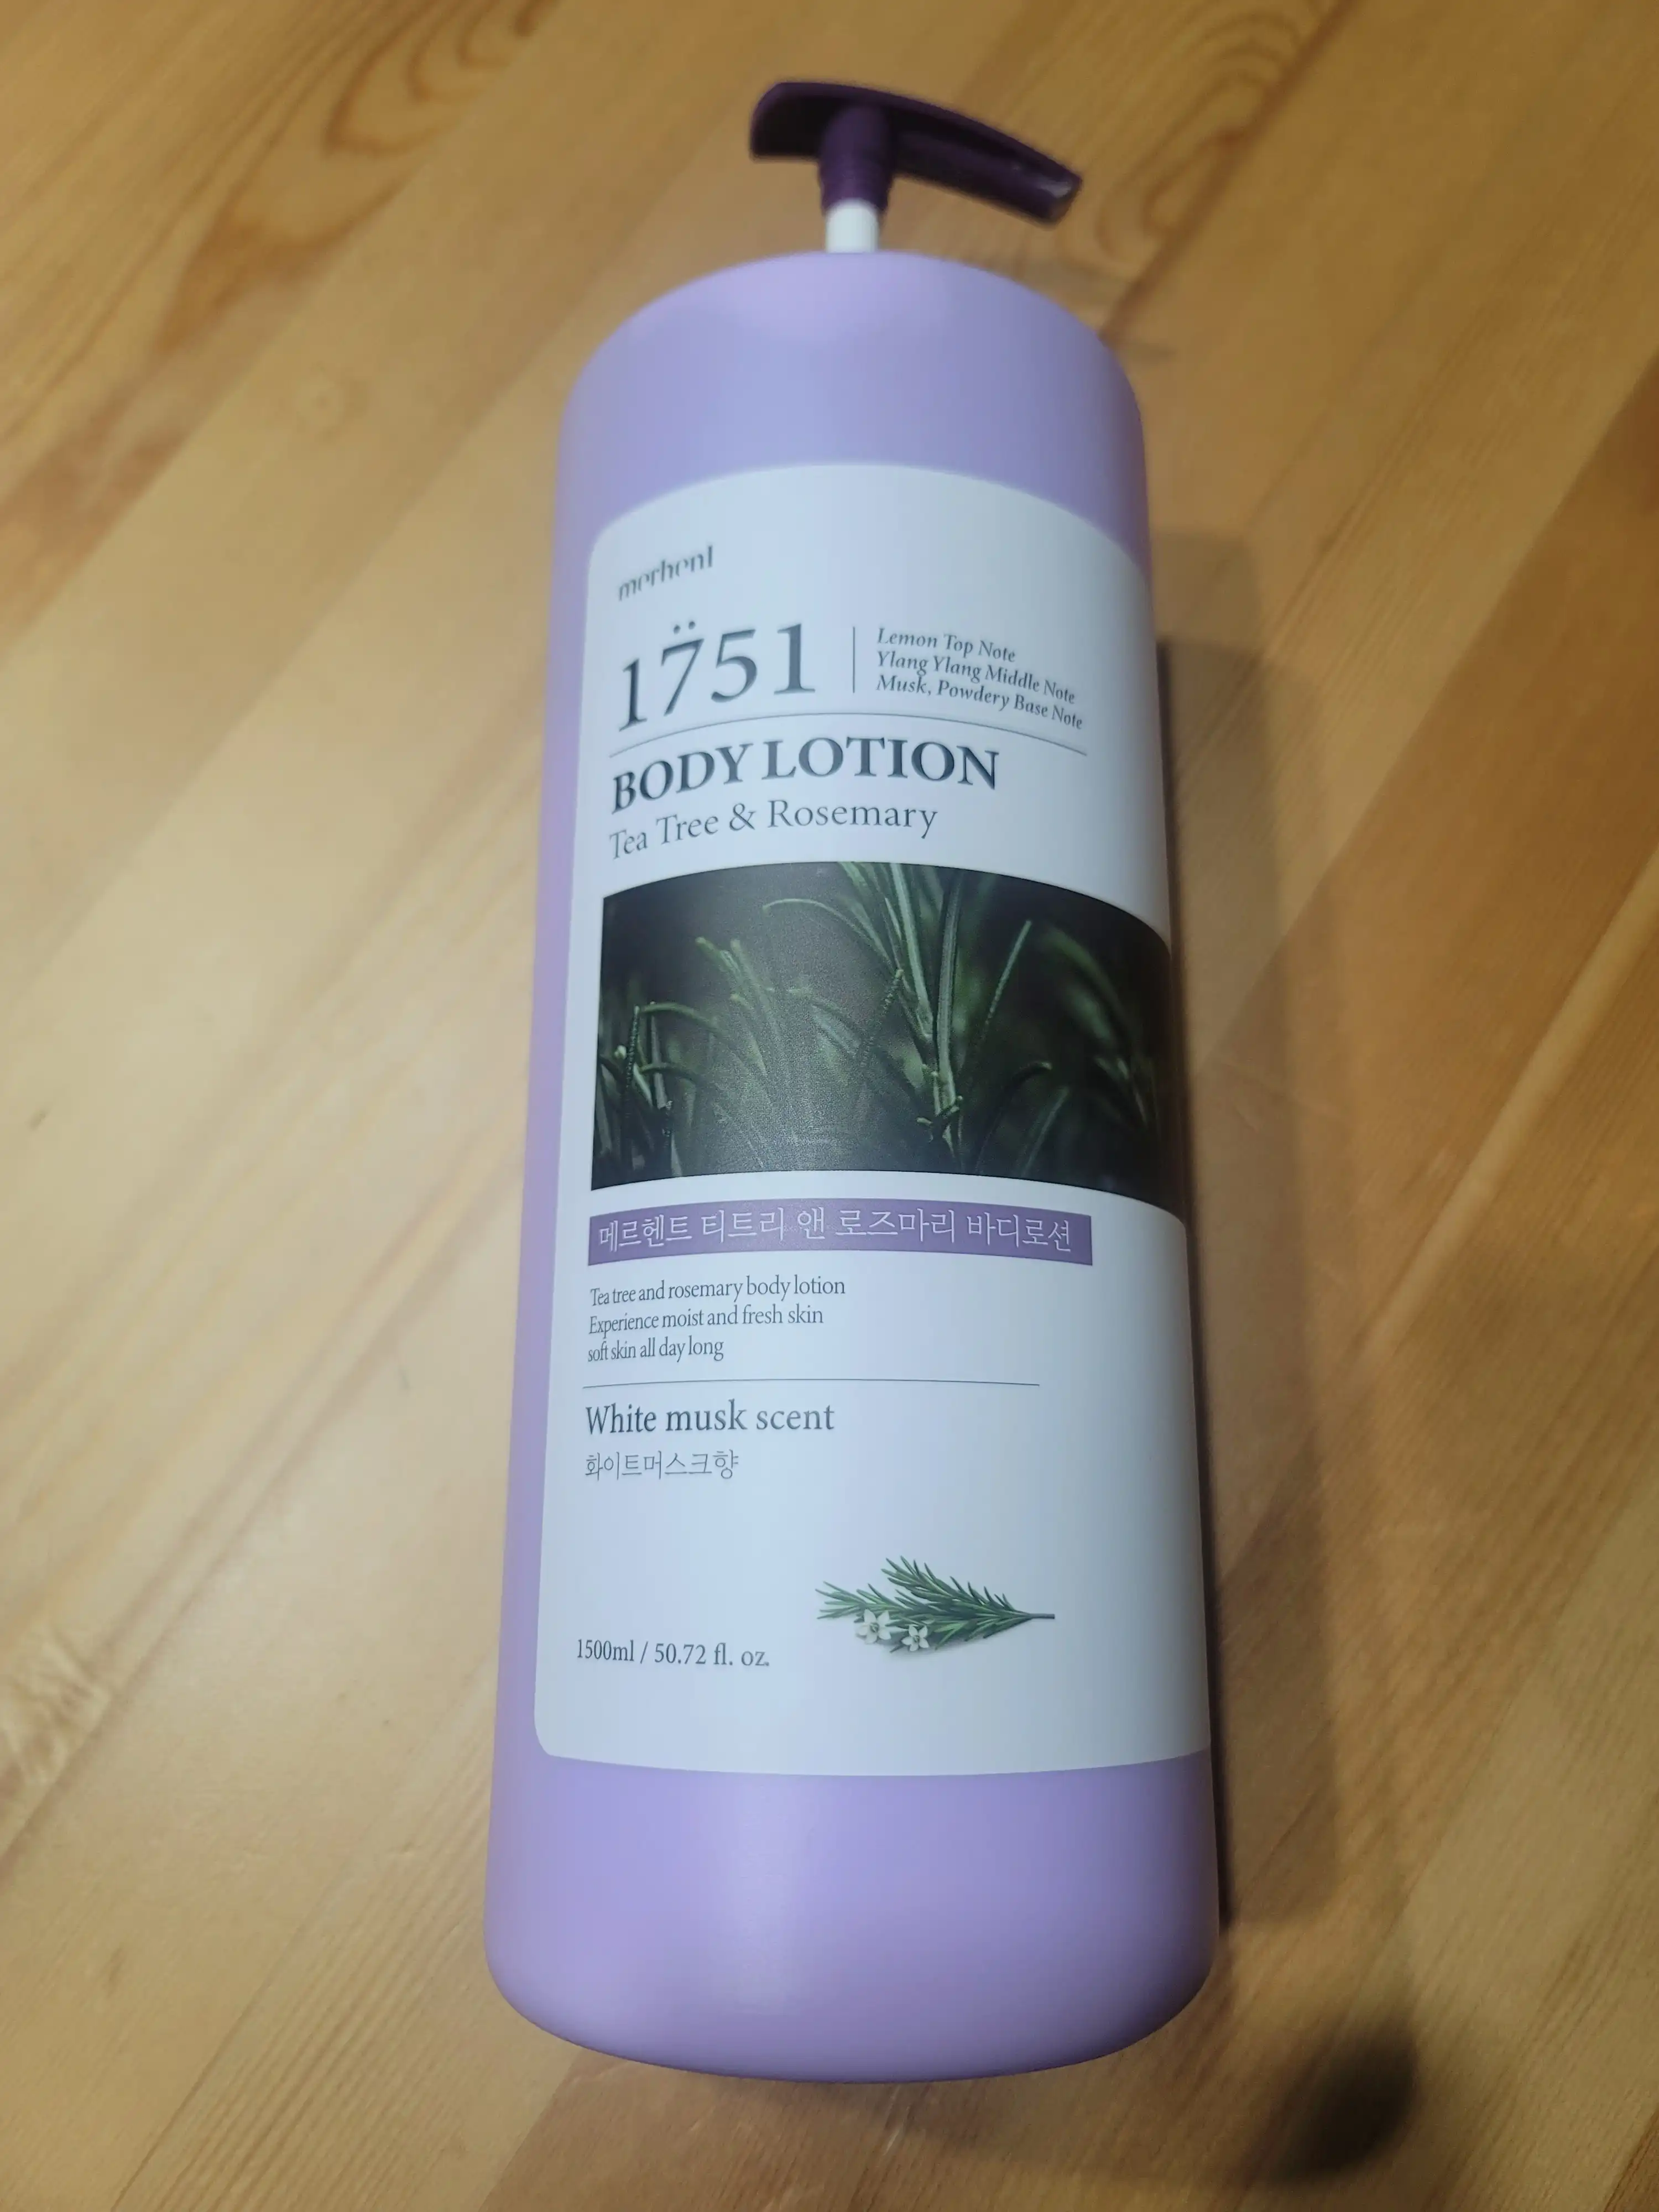 merhent
17̈51
Lemon Top Note
Ylang Ylang Middle Note
Musk, Powdery Base Note
BODY LOTION
Tea Tree & Rosemary
메르헨트 티트리 앤 로즈마리 바디로션
Tea tree and rosemary body lotion
Experience moist and fresh skin
soft skin all day long
White musk scent
화이트머스크향
1500ml / 50.72 fl. oz.